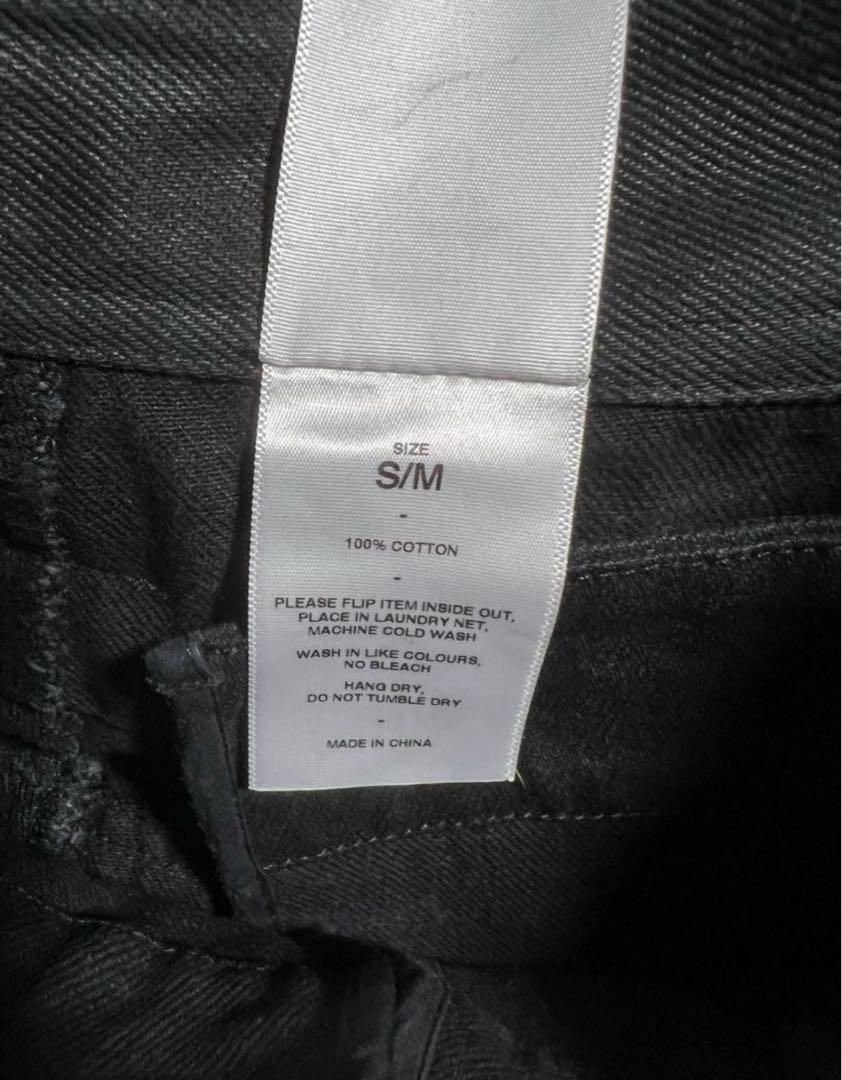 SIZE
S/M
-
100% COTTON
-
PLEASE FLIP ITEM INSIDE OUT,
PLACE IN LAUNDRY NET,
MACHINE COLD WASH
WASH IN LIKE COLOURS,
NO BLEACH
HANG DRY,
DO NOT TUMBLE DRY
-
MADE IN CHINA